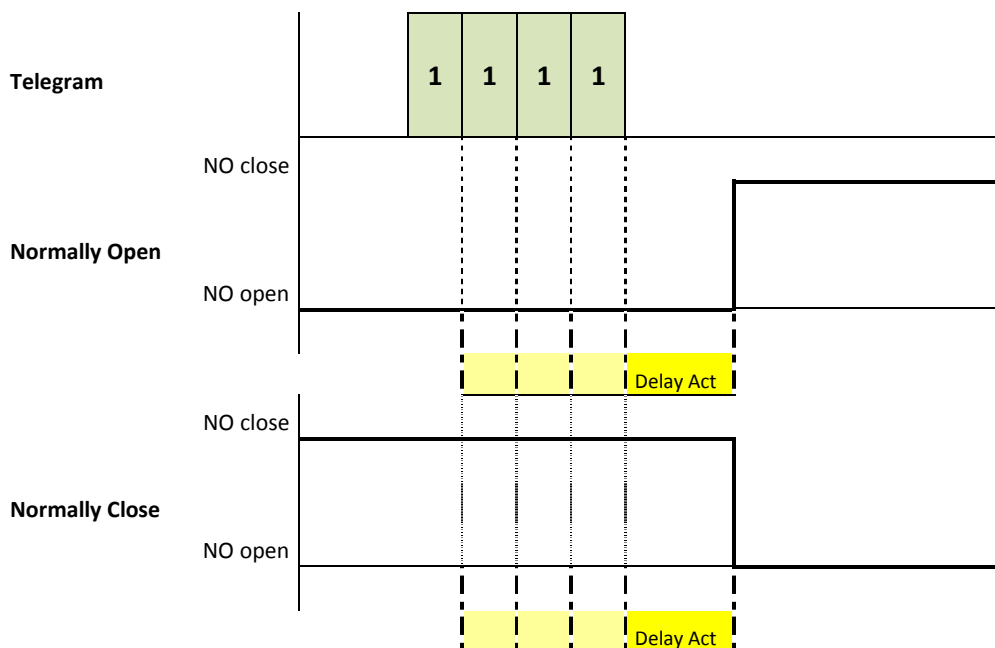 Telegram
1 1 1 1
NO close
Normally Open
NO open
Delay Act
NO close
Normally Close
NO open
Delay Act